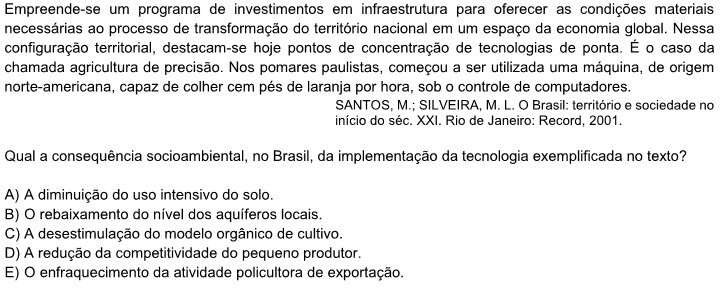 Empreende-se um programa de investimentos em infraestrutura para oferecer as condições materiais
necessárias ao processo de transformação do território nacional em um espaço da economia global. Nessa
configuração territorial, destacam-se hoje pontos de concentração de tecnologias de ponta. É o caso da
chamada agricultura de precisão. Nos pomares paulistas, começou a ser utilizada uma máquina, de origem
norte-americana, capaz de colher cem pés de laranja por hora, sob o controle de computadores.
SANTOS, M.; SILVEIRA, M. L. O Brasil: território e sociedade no
início do séc. XXI. Rio de Janeiro: Record, 2001.
Qual a consequência socioambiental, no Brasil, da implementação da tecnologia exemplificada no texto?
A) A diminuição do uso intensivo do solo.
B) O rebaixamento do nível dos aquíferos locais.
C) A desestimulação do modelo orgânico de cultivo.
D) A redução da competitividade do pequeno produtor.
E) O enfraquecimento da atividade policultora de exportação.